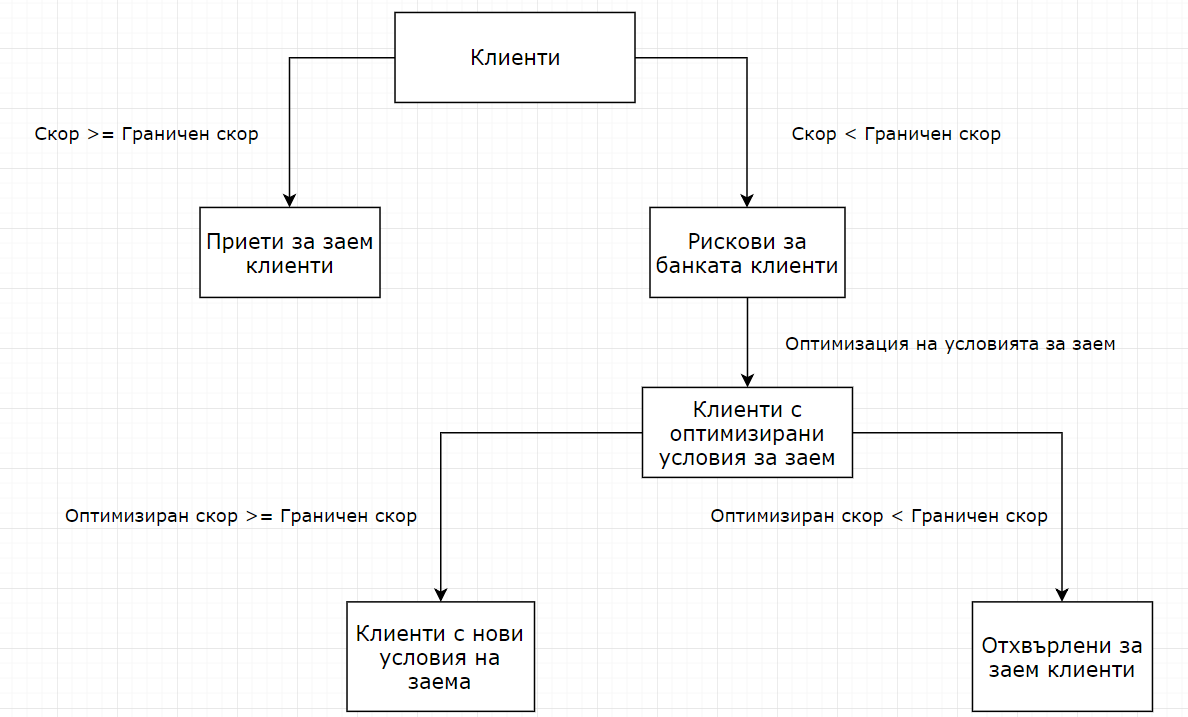 Клиенти
Скор >= Граничен скор
Скор < Граничен скор
Приети за заем
клиенти
Рискови за
банката клиенти
Оптимизация на условията за заем
Клиенти с
оптимизирани
условия за заем
Оптимизиран скор >= Граничен скор
Оптимизиран скор < Граничен скор
Клиенти с нови
условия на
заема
Отхвърлени за
заем клиенти